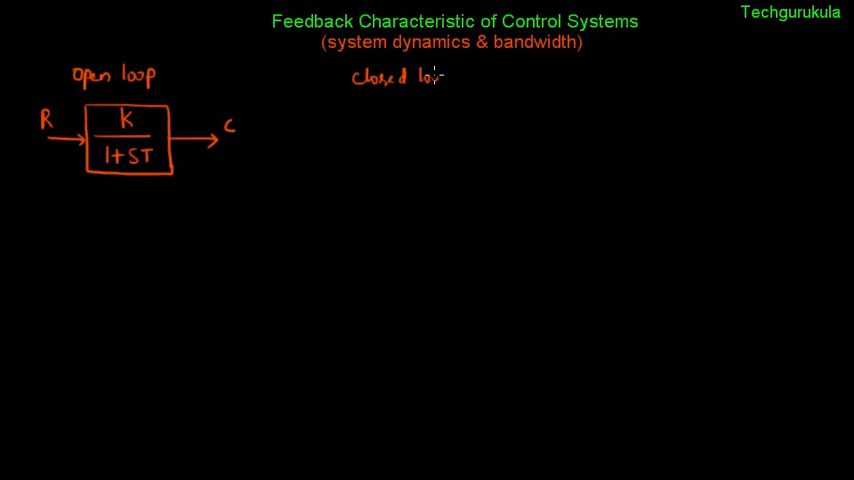 Techgurukula
Feedback Characteristic of Control Systems
(system dynamics & bandwidth)
open loop
closed
R
K
1+ST
C